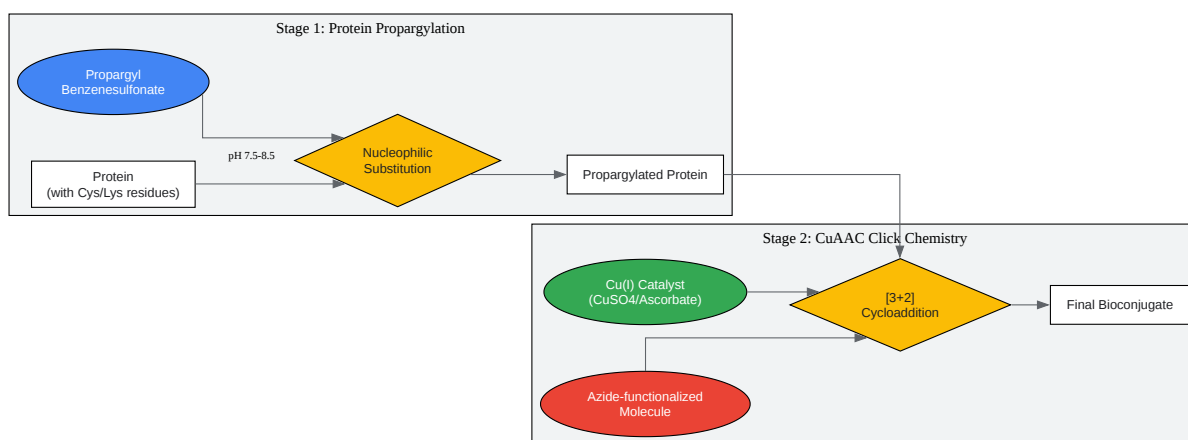 Stage 1: Protein Propargylation
Propargyl
Benzenesulfonate
pH 7.5-8.5
Nucleophilic
Substitution
Protein
(with Cys/Lys residues)
Propargylated Protein
Stage 2: CuAAC Click Chemistry
Cu(I) Catalyst
(CuSO4/Ascorbate)
[3+2]
Cycloaddition
Final Bioconjugate
Azide-functionalized
Molecule